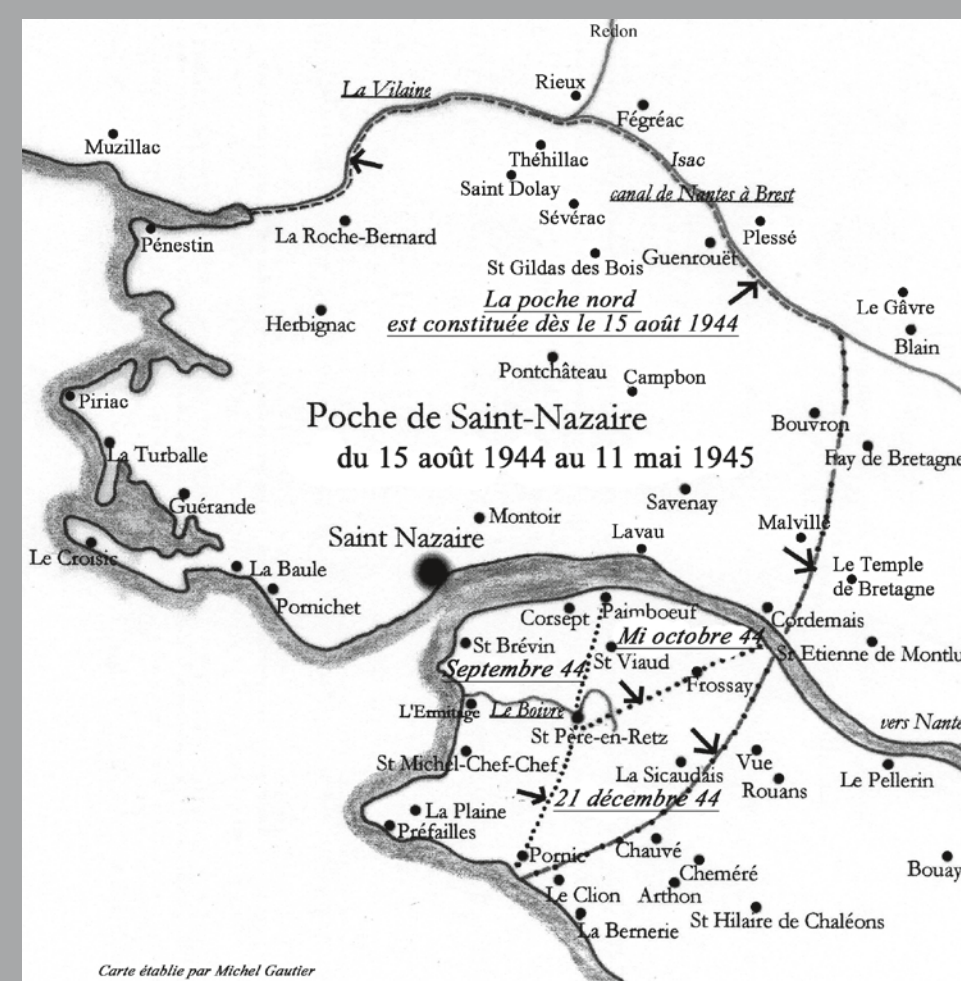 Redon
La Vilaine
Rieux
Fégréac
Muzillac
Théhillac
Isac
Saint Dolay
canal de Nantes à Brest
Sévérac
Plessé
Pénestin
La Roche-Bernard
Guenrouët
St Gildas des Bois
La poche nord
est constituée dès le 15 août 1944
Le Gâvre
Herbignac
Blain
Pontchâteau
Campbon
Piriac
Poche de Saint-Nazaire
du 15 août 1944 au 11 mai 1945
Bouvron
La Turballe
Fay de Bretagne
Guérande
Savenay
Montoir
Malville
Saint Nazaire
Lavau
Le Croisic
La Baule
Le Temple
de Bretagne
Pornichet
Corsept
Paimboeuf
Cordemais
St Brévin
Mi octobre 44
St Etienne de Montlu
Septembre 44
St Viaud
Frossay
L'Ermitage
Le Boivre
vers Nante
St Père-en-Retz
St Michel-Chef-Chef
La Sicaudais
Vue
Rouans
Le Pellerin
21 décembre 44
La Plaine
Préfailles
Pornic
Chauvé
Cheméré
Bouay
Le Clion
Arthon
La Bernerie
St Hilaire de Chaléons
Carte établie par Michel Gautier